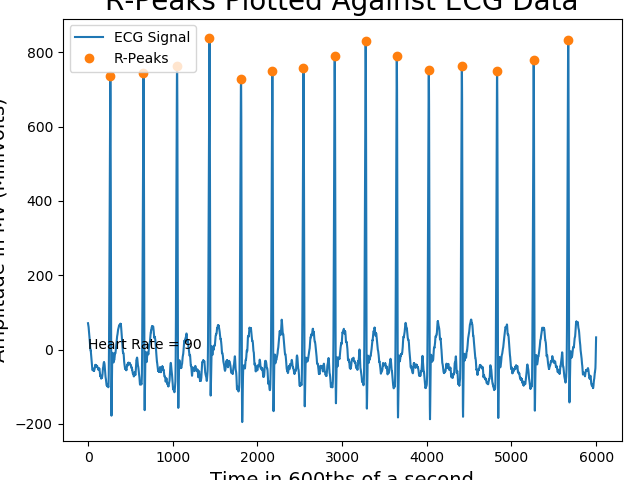 R-Peaks Plotted Against ECG Data
ECG Signal
R-Peaks
Amplitude in MV (Millivolts)
800
600
400
200
0
−200
Heart Rate = 90
0 1000 2000 3000 4000 5000 6000
Time in 600ths of a second